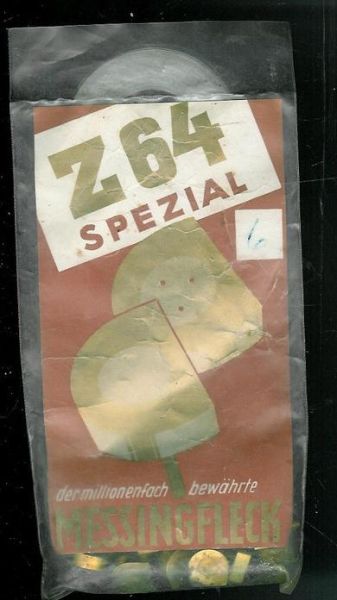 Z64
SPEZIAL
6
der millionenfach bewährte
MESSINGFLECK